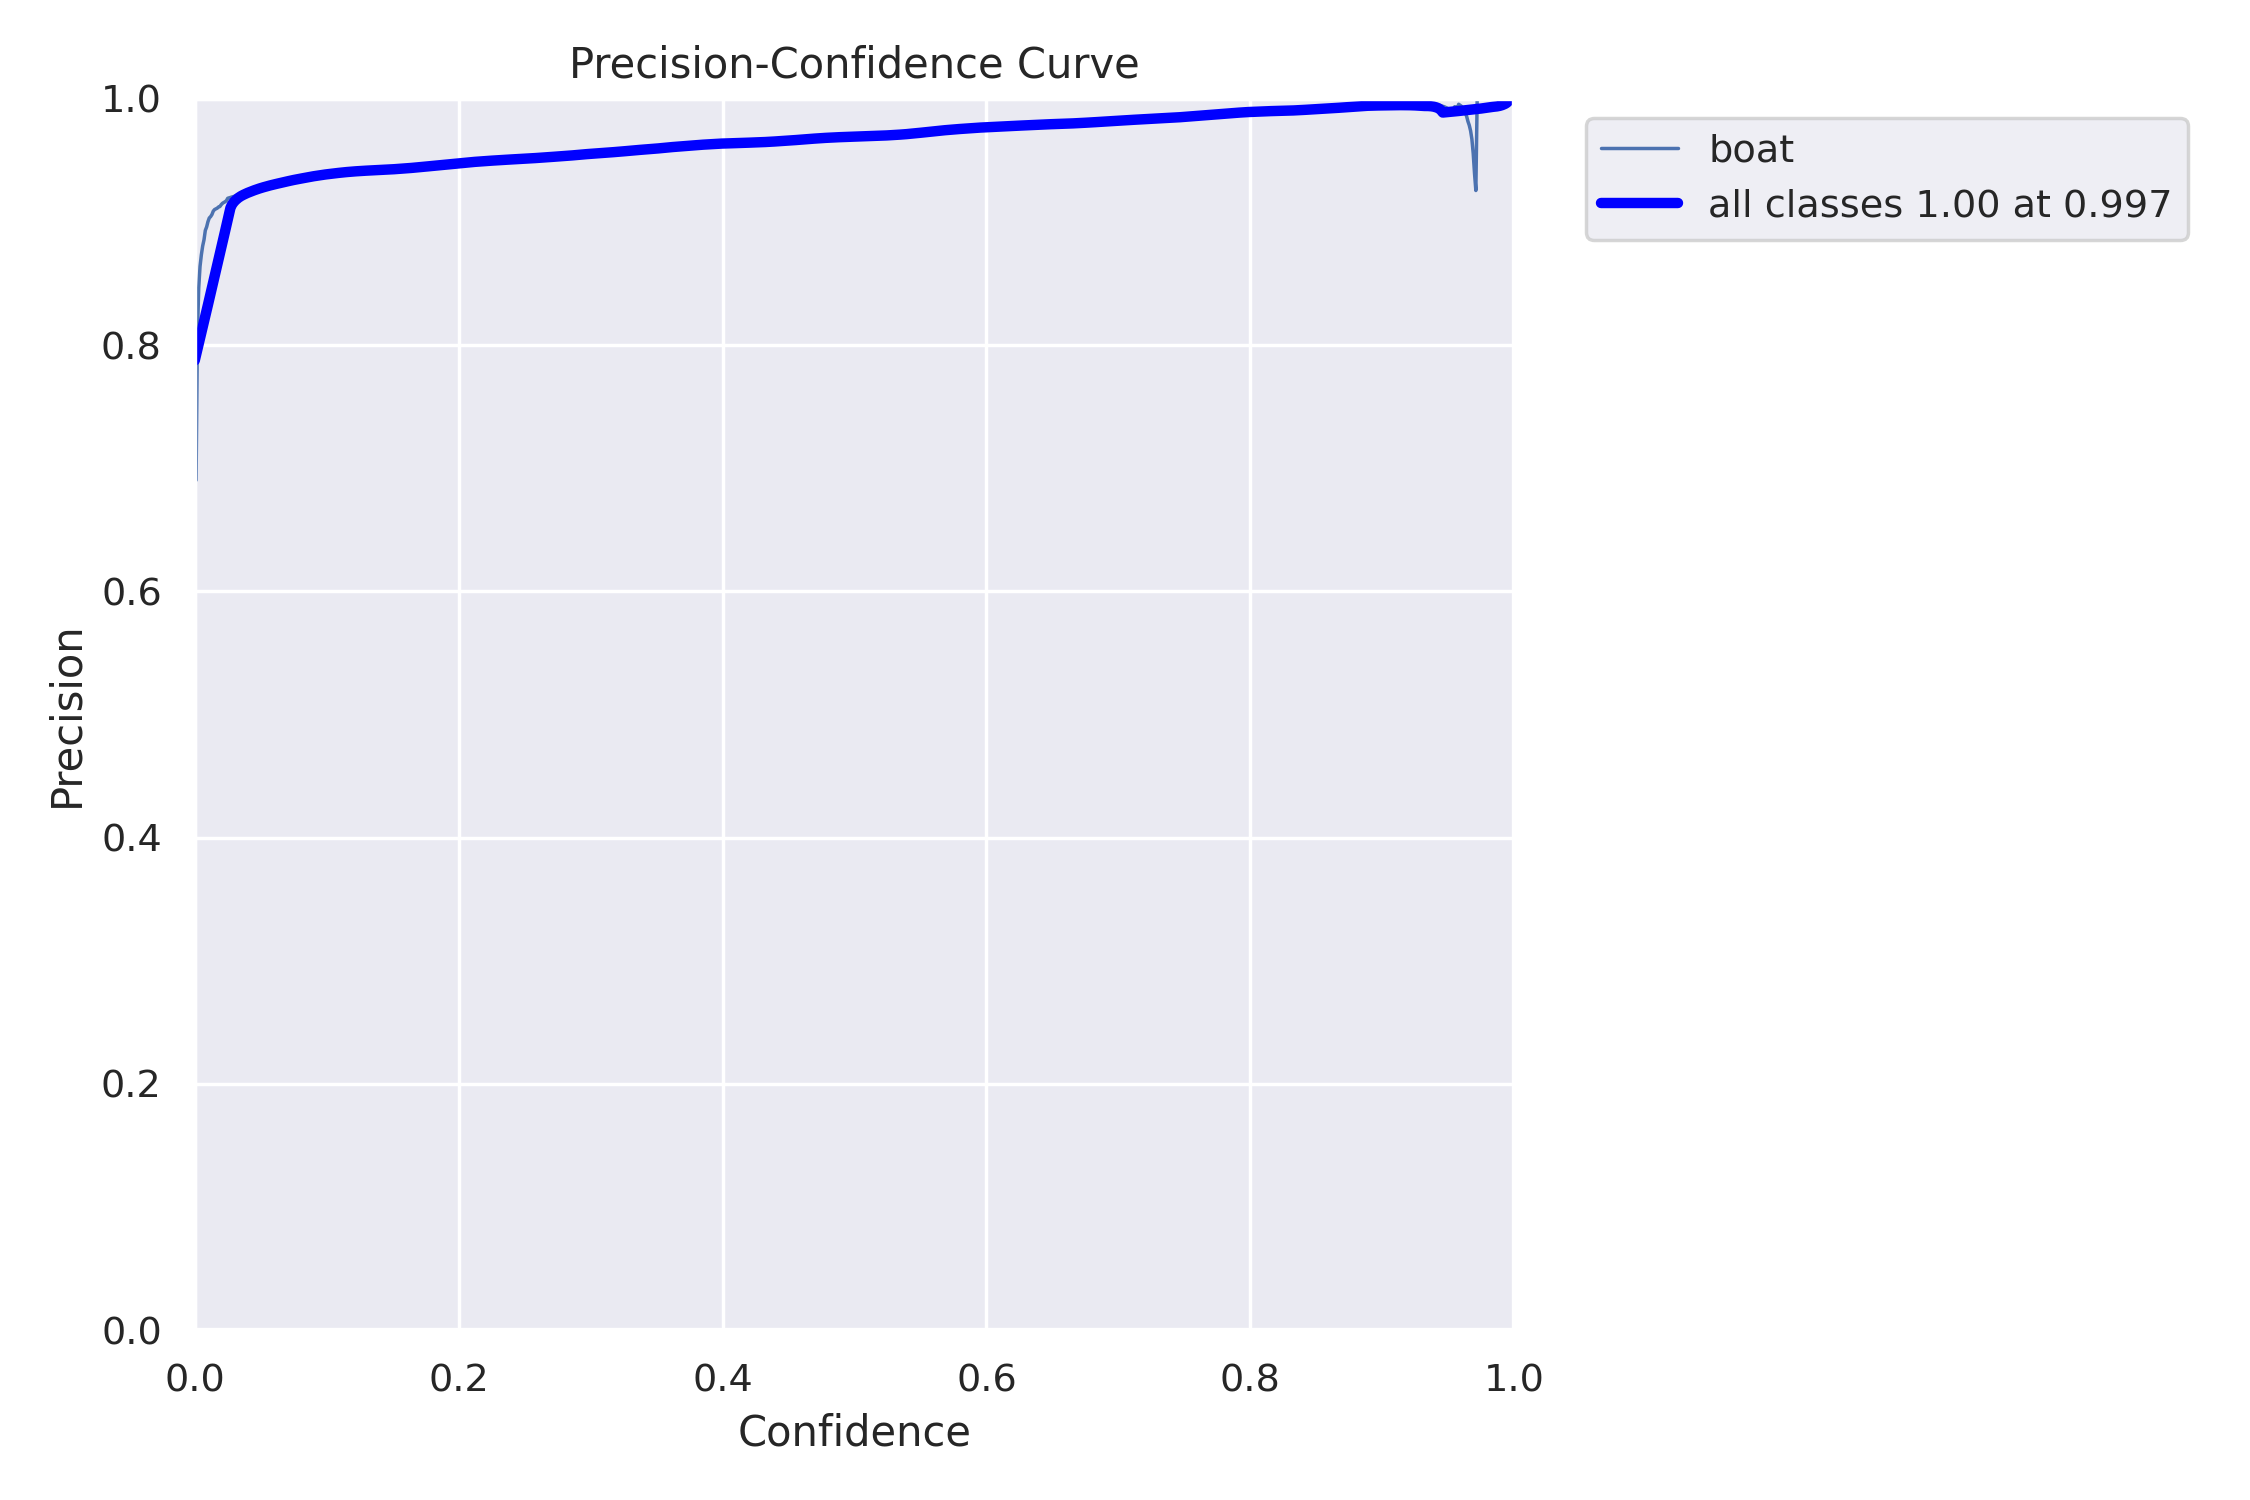 Precision-Confidence Curve
1.0
0.8
0.6
0.4
0.2
0.0
Precision
0.0 0.2 0.4 0.6 0.8 1.0
Confidence
boat
all classes 1.00 at 0.997